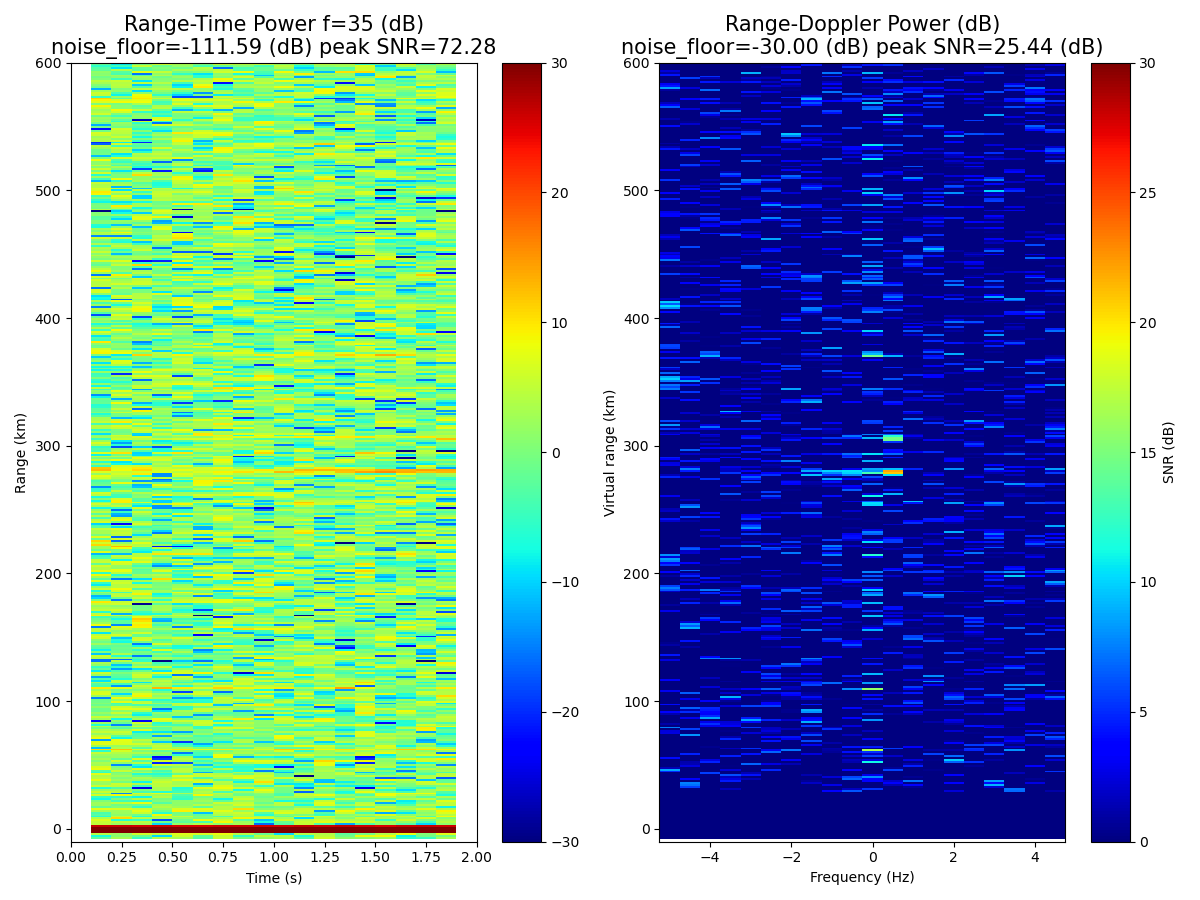 Range-Time Power f=35 (dB)
noise_floor=-111.59 (dB) peak SNR=72.28
600
500
400
300
200
100
0
Range (km)
0.00 0.25 0.50 0.75 1.00 1.25 1.50 1.75 2.00
Time (s)
30
20
10
0
−10
−20
−30
Range-Doppler Power (dB)
noise_floor=-30.00 (dB) peak SNR=25.44 (dB)
600
500
400
300
200
100
0
Virtual range (km)
−4 −2 0 2 4
Frequency (Hz)
30
25
20
15
10
5
0
SNR (dB)